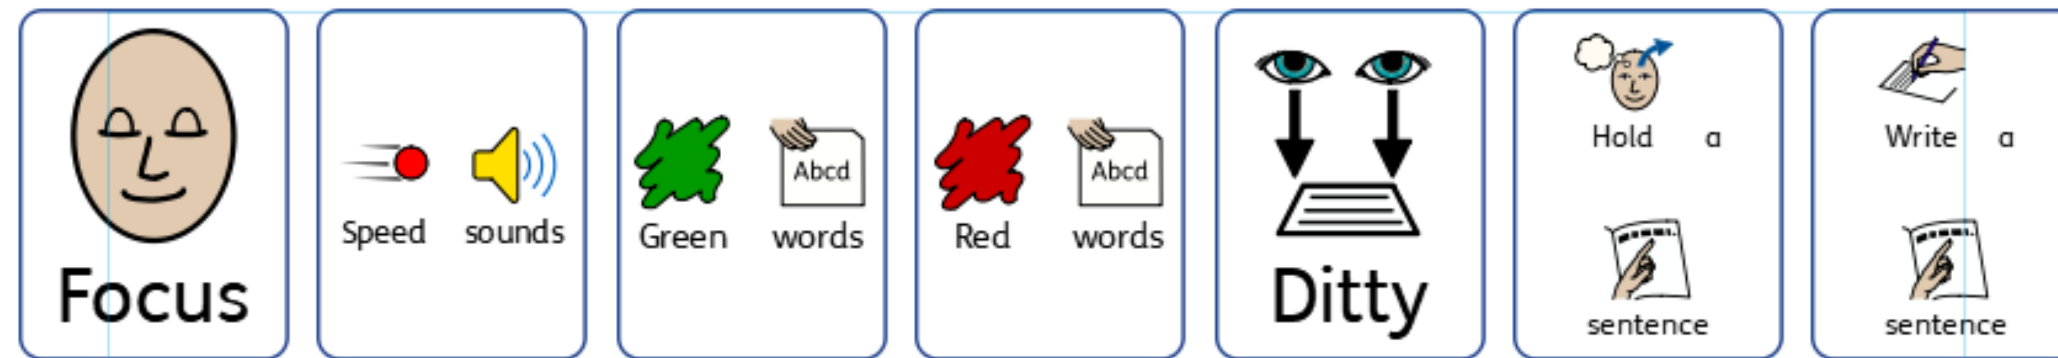 Focus
Speed sounds
Abcd
Green words
Abcd
Red words
Ditty
Hold a
sentence
Write a
sentence